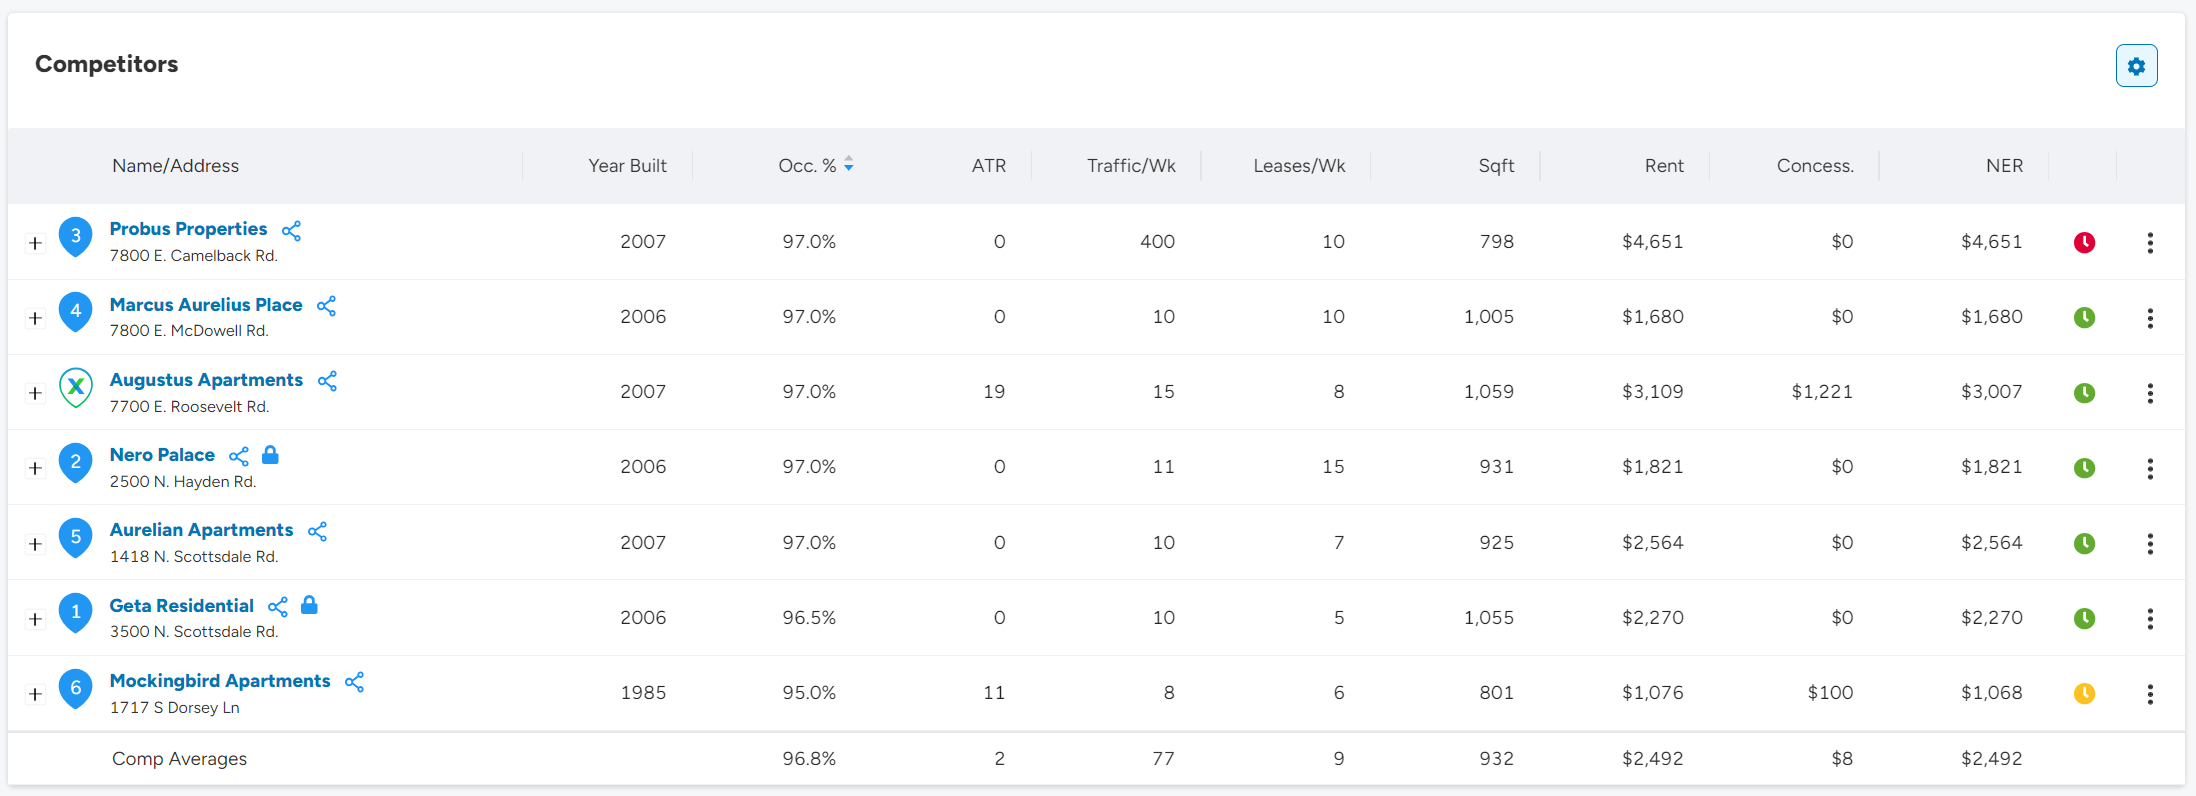 Competitors
Name/Address Year Built Occ. % ATR Traffic/Wk Leases/Wk Sqft Rent Concess. NER
3 Probus Properties 2007 97.0% 0 400 10 798 $4,651 $0 $4,651
7800 E. Camelback Rd.
4 Marcus Aurelius Place 2006 97.0% 0 10 10 1,005 $1,680 $0 $1,680
7800 E. McDowell Rd.
X Augustus Apartments 2007 97.0% 19 15 8 1,059 $3,109 $1,221 $3,007
7700 E. Roosevelt Rd.
2 Nero Palace 2006 97.0% 0 11 15 931 $1,821 $0 $1,821
2500 N. Hayden Rd.
5 Aurelian Apartments 2007 97.0% 0 10 7 925 $2,564 $0 $2,564
1418 N. Scottsdale Rd.
1 Geta Residential 2006 96.5% 0 10 5 1,055 $2,270 $0 $2,270
3500 N. Scottsdale Rd.
6 Mockingbird Apartments 1985 95.0% 11 8 6 801 $1,076 $100 $1,068
1717 S Dorsey Ln
Comp Averages 96.8% 2 77 9 932 $2,492 $8 $2,492